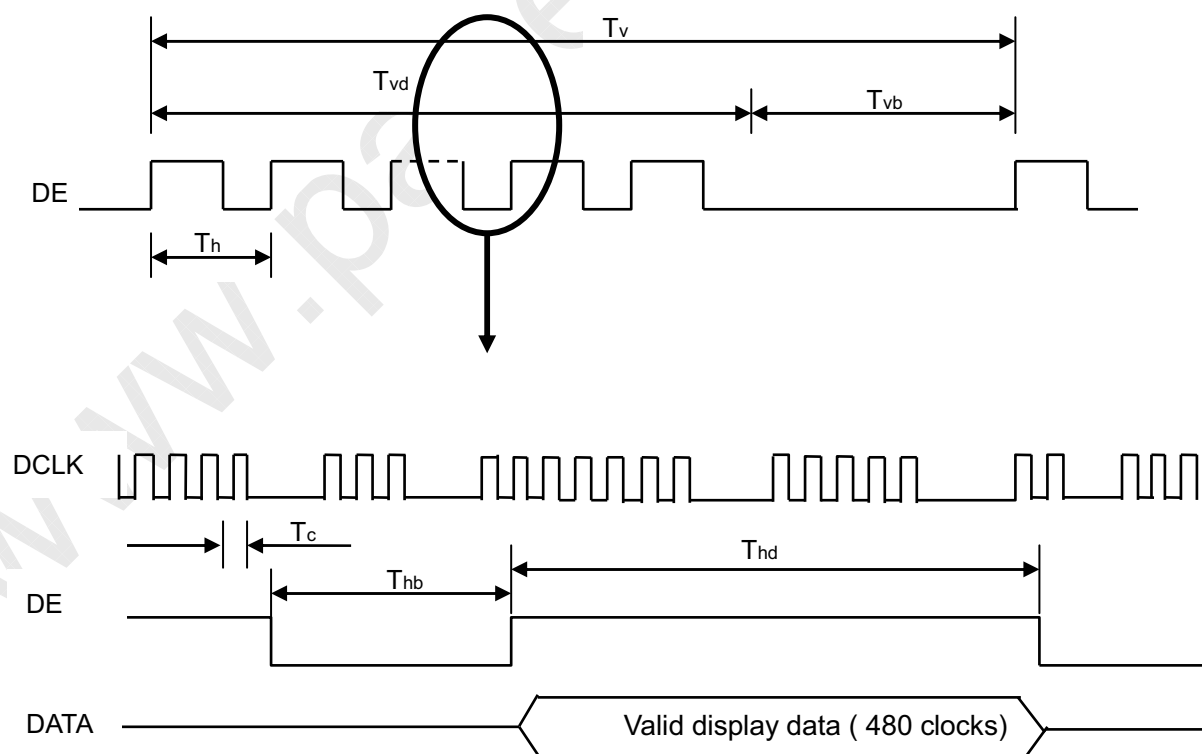 Tv
Tvd
Tvb
DE
Th
DCLK
Tc
Thd
Thb
DE
DATA
Valid display data ( 480 clocks)